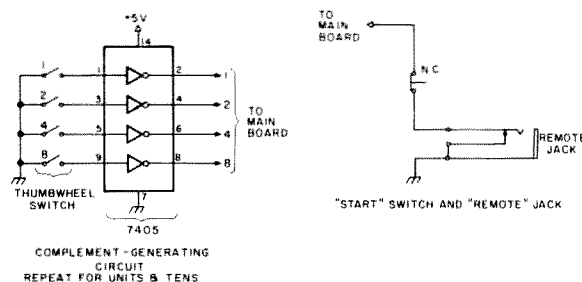 +5V
14
1
1
2
1
2
3
4
2
4
5
6
4
8
9
8
8
TO
MAIN
BOARD
THUMBWHEEL
SWITCH
7
7405
COMPLEMENT-GENERATING
CIRCUIT
REPEAT FOR UNITS & TENS
TO
MAIN
BOARD
N.C.
REMOTE
JACK
"START" SWITCH AND "REMOTE" JACK